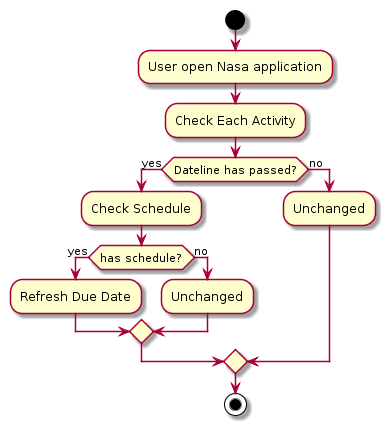 User open Nasa application
Check Each Activity
yes
Dateline has passed?
no
Check Schedule
Unchanged
yes
has schedule?
no
Refresh Due Date
Unchanged